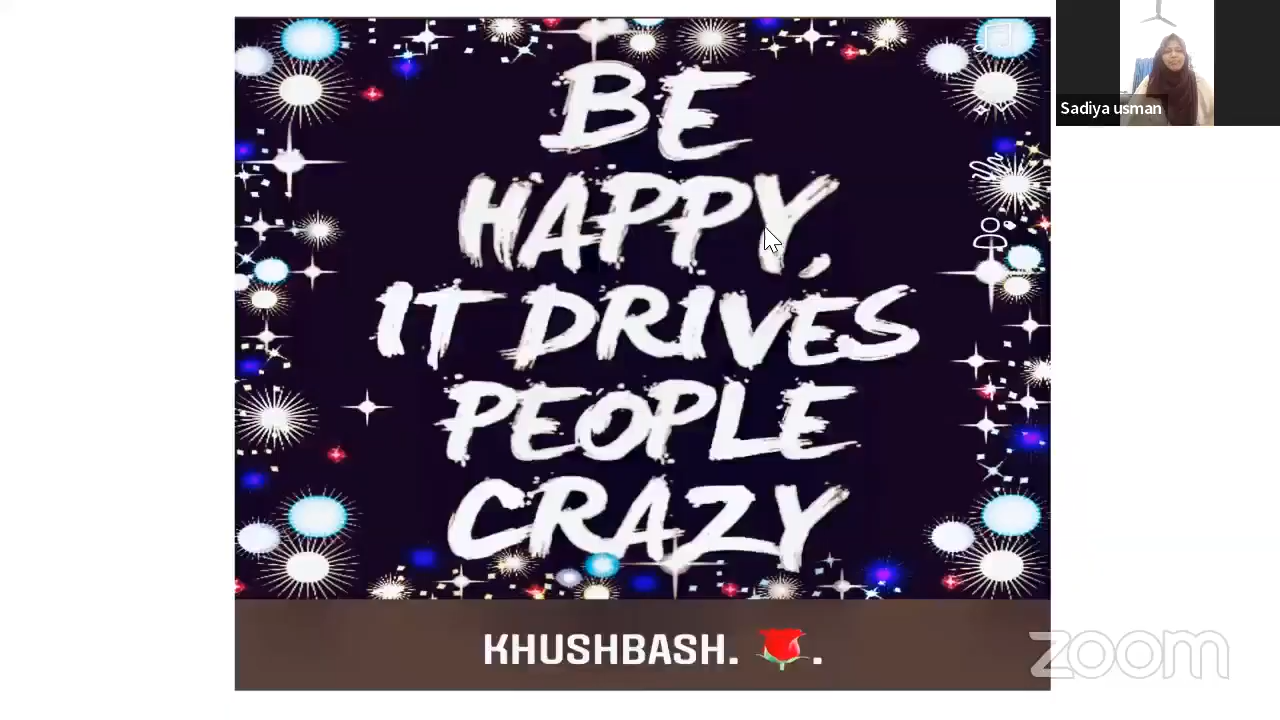 BE
HAPPY,
IT DRIVES
PEOPLE
CRAZY
KHUSHBASH. 🌹.
Sadiya usman
zoom